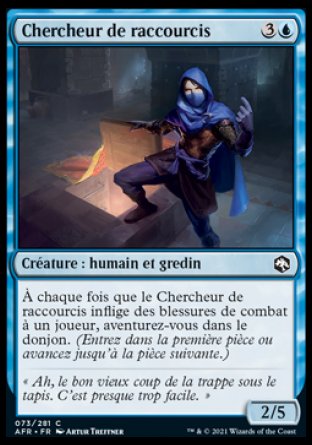 Chercheur de raccourcis 3
Créature : humain et gredin
À chaque fois que le Chercheur de
raccourcis inflige des blessures de combat
à un joueur, aventurez-vous dans le
donjon. (Entrez dans la première pièce ou
avancez jusqu'à la pièce suivante.)
« Ah, le bon vieux coup de la trappe sous le
tapis. C'est presque trop facile. »
073/281 C
AFR • FR Artur Treffner
™ & © 2021 Wizards of the Coast
2/5